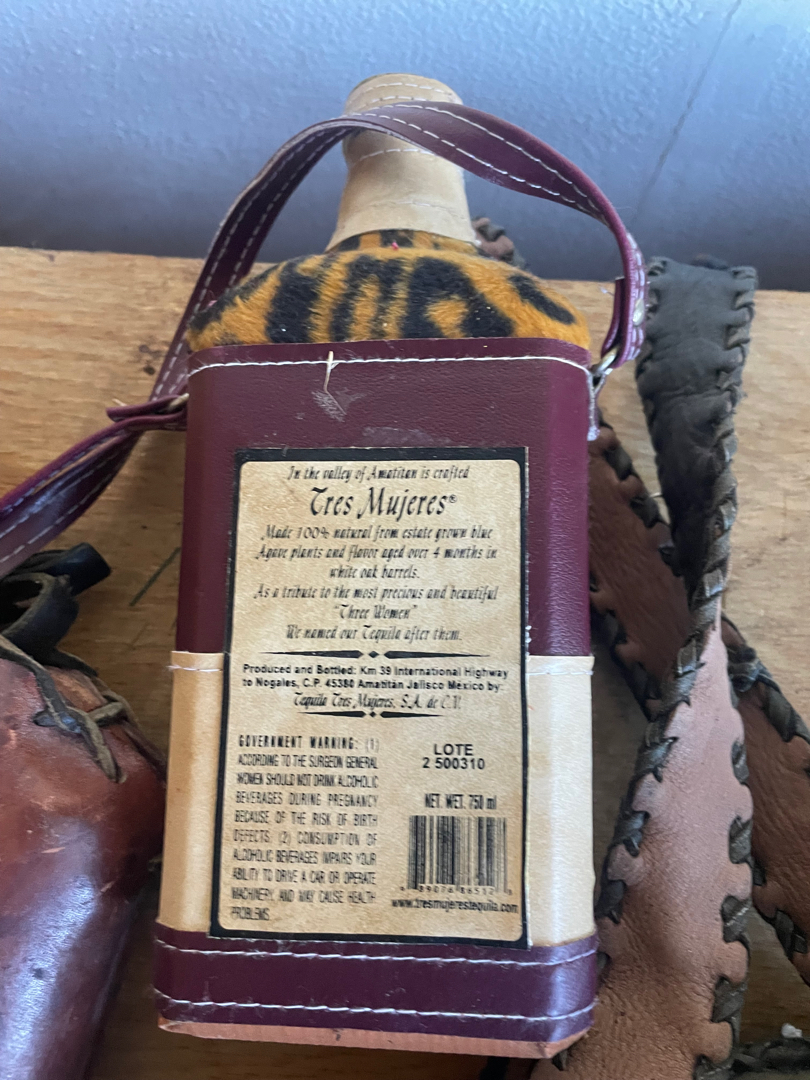 In the valley of Amatitan is crafted
Tres Mujeres®
Made 100% natural from estate grown blue
Agave plants and flavor aged over 4 months in
white oak barrels.
As a tribute to the most precious and beautiful
"Three Women"
We named our Tequila after them.
Produced and Bottled: Km 39 International Highway
to Nogales, C.P. 45380 Amatitán Jalisco México by:
Tequila Tres Mujeres, S.A. de C.V.
GOVERNMENT WARNING: (1)
ACCORDING TO THE SURGEON GENERAL
WOMEN SHOULD NOT DRINK ALCOHOLIC
BEVERAGES DURING PREGNANCY
BECAUSE OF THE RISK OF BIRTH
DEFECTS. (2) CONSUMPTION OF
ALCOHOLIC BEVERAGES IMPAIRS YOUR
ABILITY TO DRIVE A CAR OR OPERATE
MACHINERY, AND MAY CAUSE HEALTH
PROBLEMS.
LOTE
2 500310
NET. WET. 750 ml
www.tresmujerestequila.com